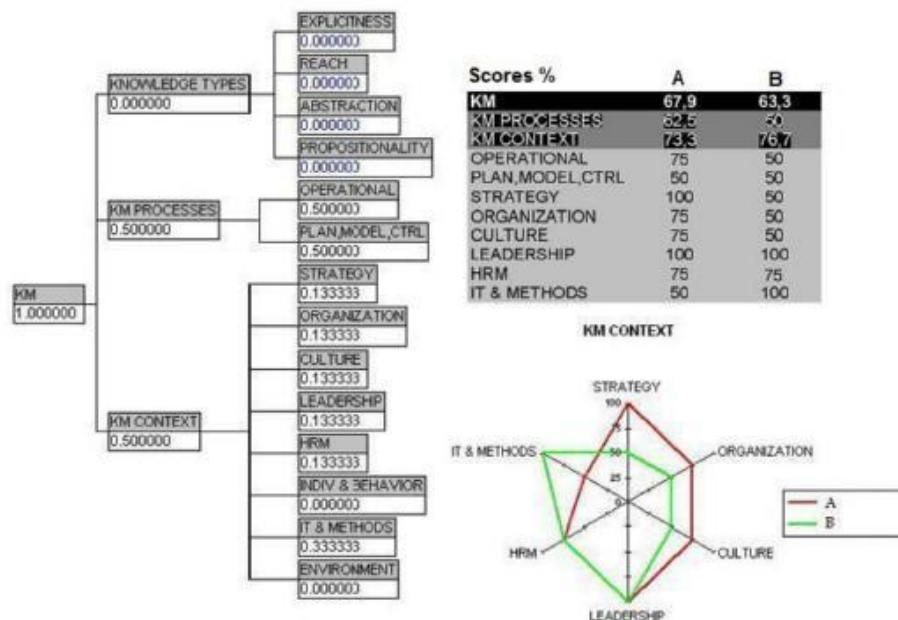 EXPLICITNESS
0.000000
REACH
0.000000
KNOWLEDGE TYPES
0.000000
ABSTRACTION
0.000000
PROPOSITIONALITY
0.000000
OPERATIONAL
0.500000
KM PROCESSES
0.500000
PLAN,MODEL,CTRL
0.500000
STRATEGY
0.133333
KM
1.000000
ORGANIZATION
0.133333
CULTURE
0.133333
LEADERSHIP
0.133333
KM CONTEXT
0.500000
HRM
0.133333
INDIV & BEHAVIOR
0.000000
IT & METHODS
0.333333
ENVIRONMENT
0.000000
Scores % A B
KM 67,9 63,3
KM PROCESSES 62,5 50
KM CONTEXT 73,3 76,7
OPERATIONAL 75 50
PLAN,MODEL,CTRL 50 50
STRATEGY 100 50
ORGANIZATION 75 50
CULTURE 75 50
LEADERSHIP 100 100
HRM 75 75
IT & METHODS 50 100
KM CONTEXT
STRATEGY
100
75
IT & METHODS 50 ORGANIZATION
25
0
A
B
HRM CULTURE
LEADERSHIP